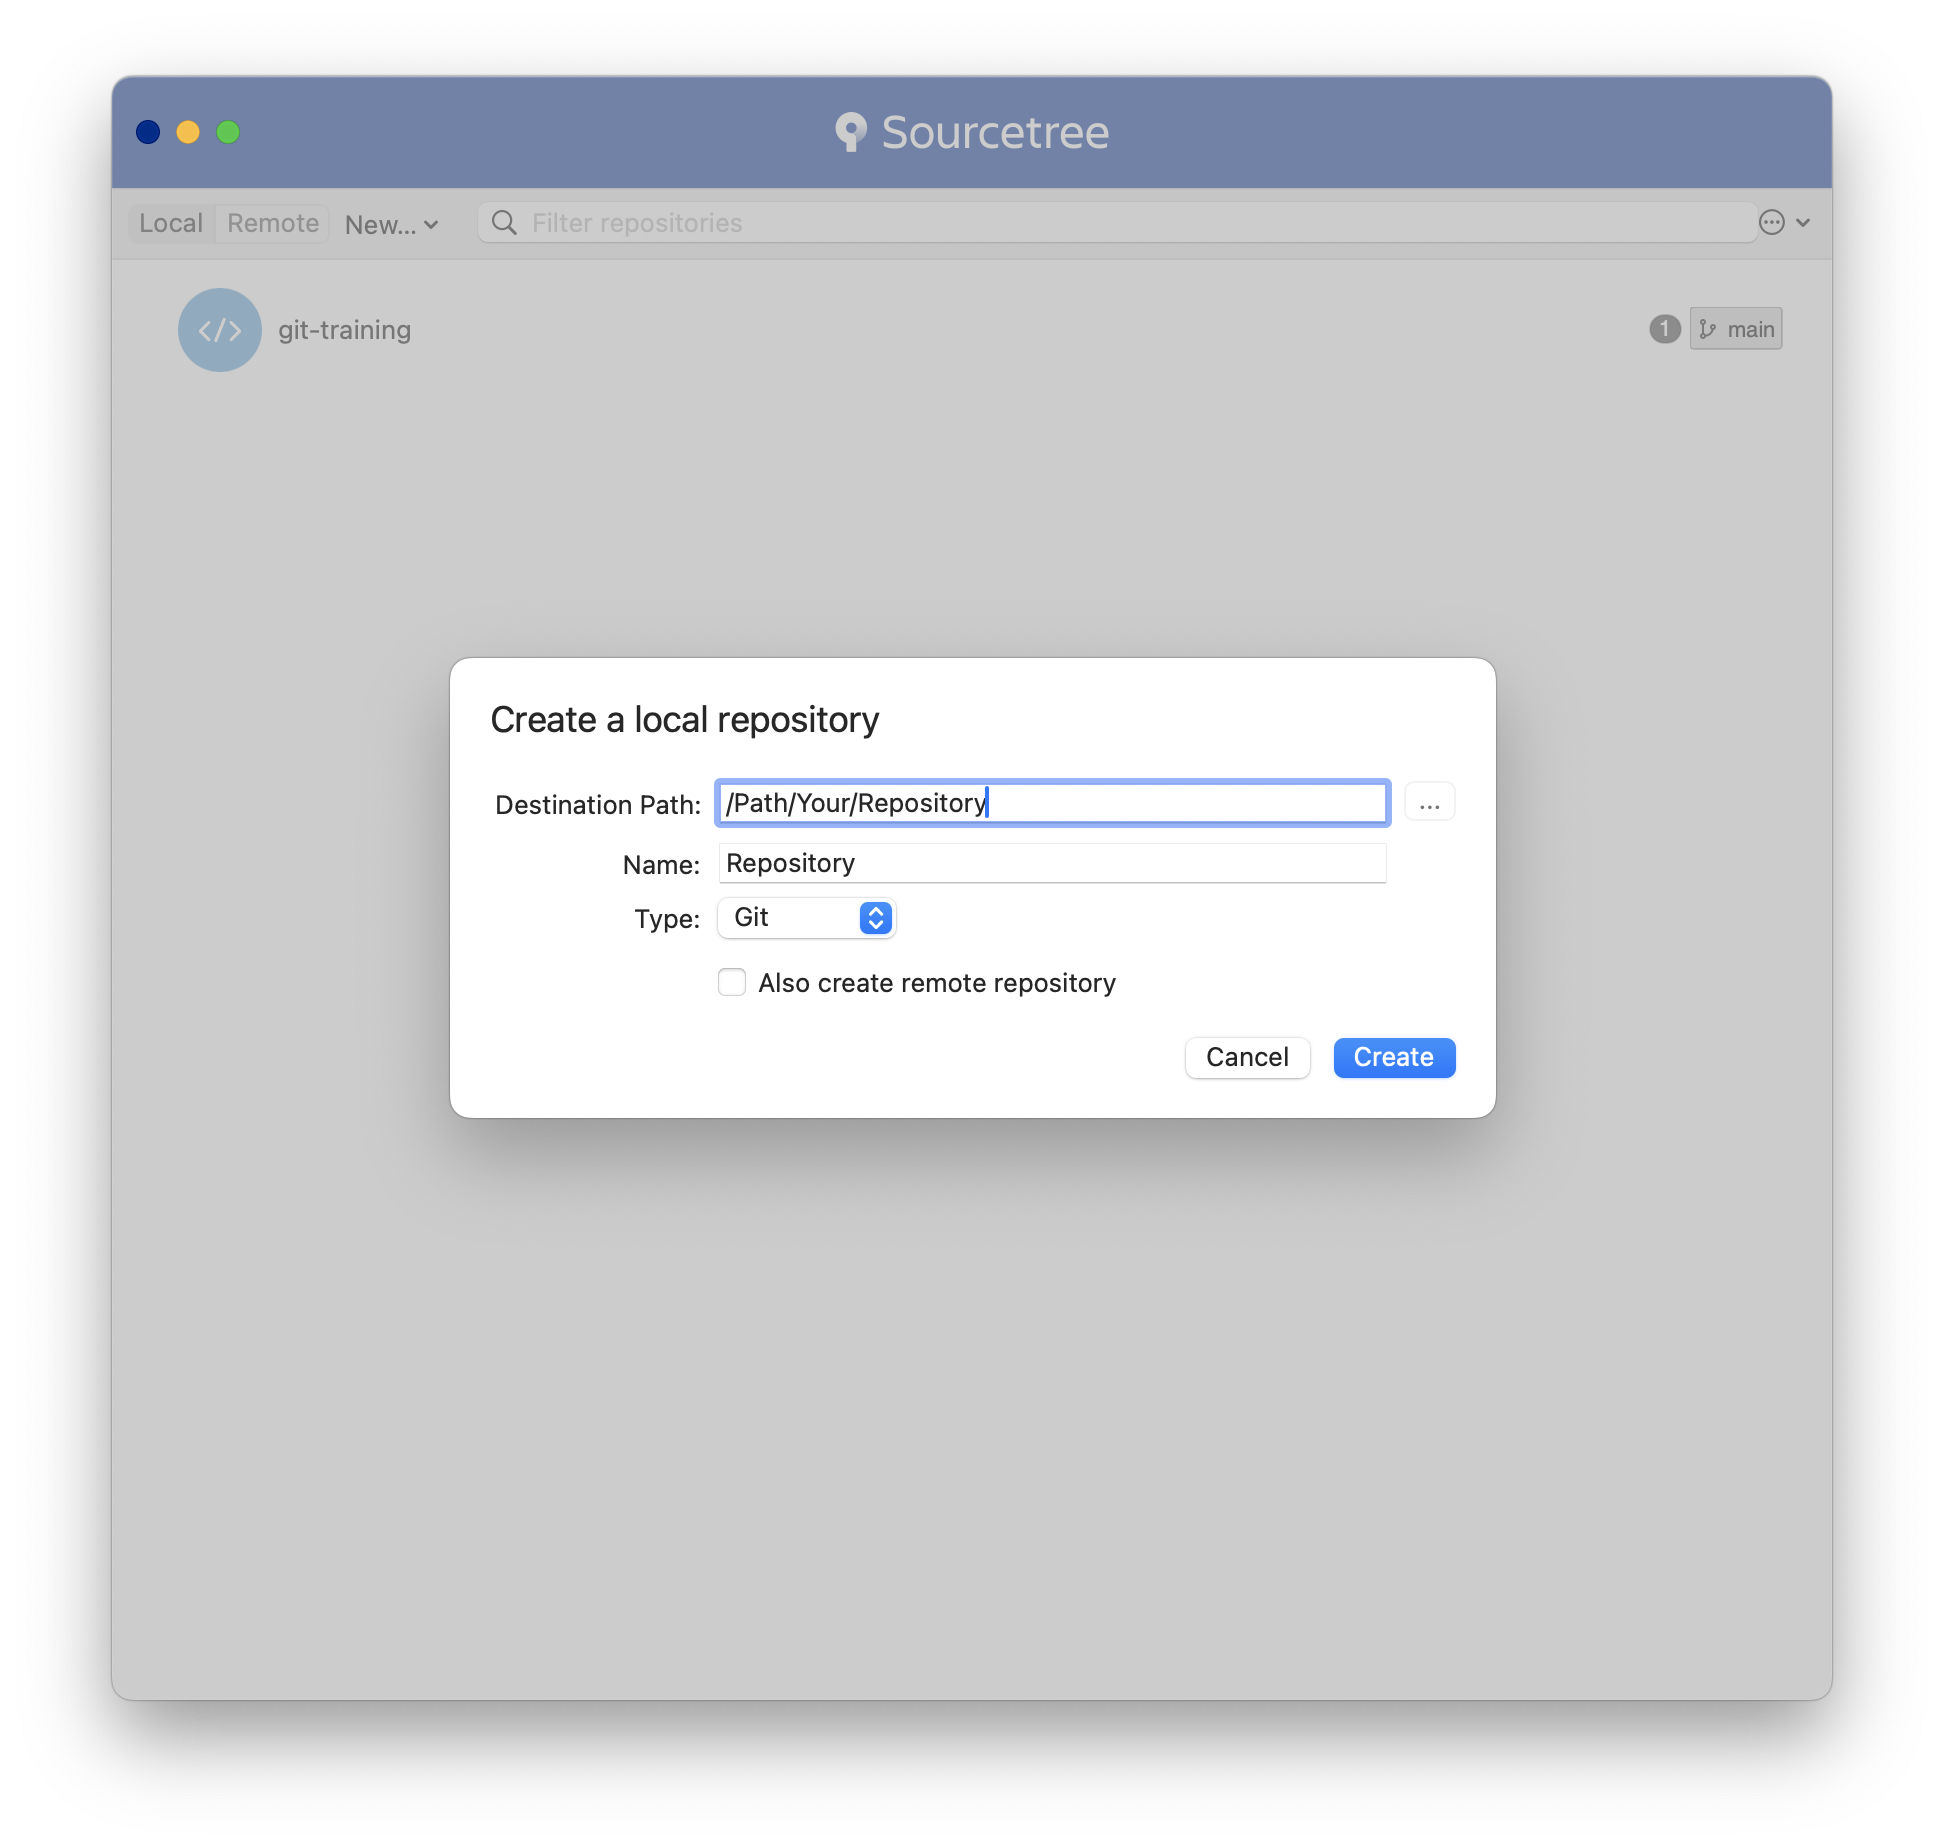 Sourcetree
Local Remote New... Filter repositories
</> git-training 1 main
Create a local repository
Destination Path: /Path/Your/Repository ...
Name: Repository
Type: Git
Also create remote repository
Cancel Create